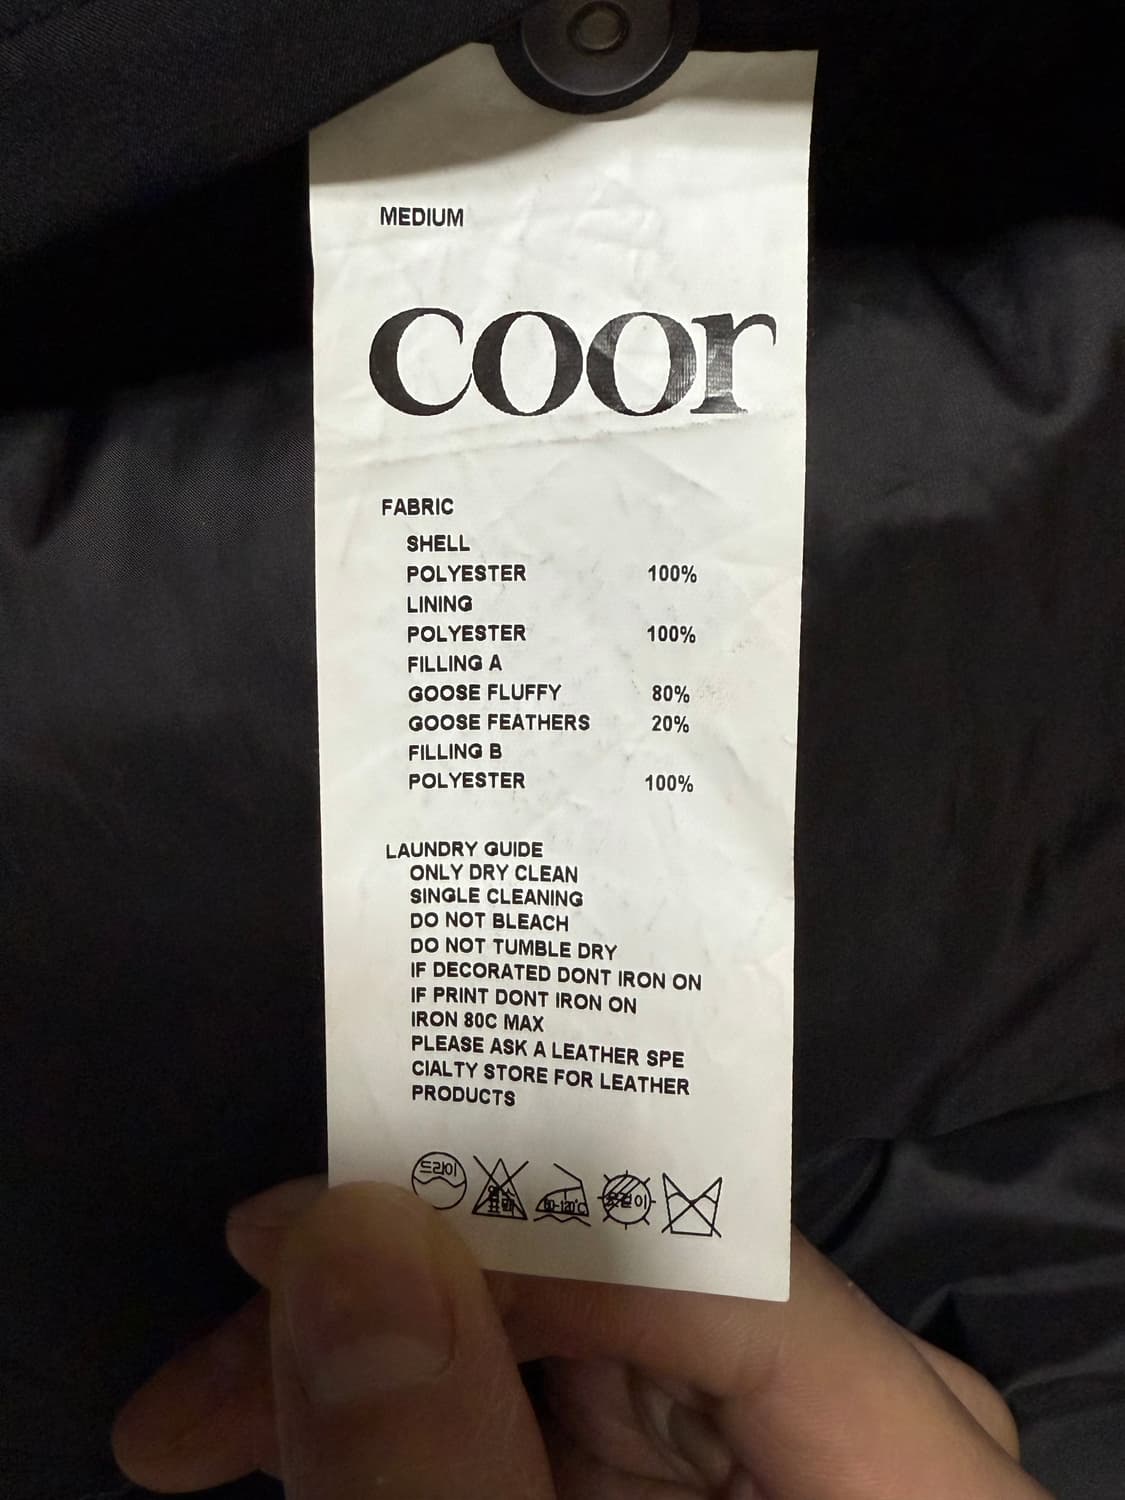 MEDIUM
coor
FABRIC
SHELL
POLYESTER 100%
LINING
POLYESTER 100%
FILLING A
GOOSE FLUFFY 80%
GOOSE FEATHERS 20%
FILLING B
POLYESTER 100%
LAUNDRY GUIDE
ONLY DRY CLEAN
SINGLE CLEANING
DO NOT BLEACH
DO NOT TUMBLE DRY
IF DECORATED DONT IRON ON
IF PRINT DONT IRON ON
IRON 80C MAX
PLEASE ASK A LEATHER SPE
CIALTY STORE FOR LEATHER
PRODUCTS
드라이